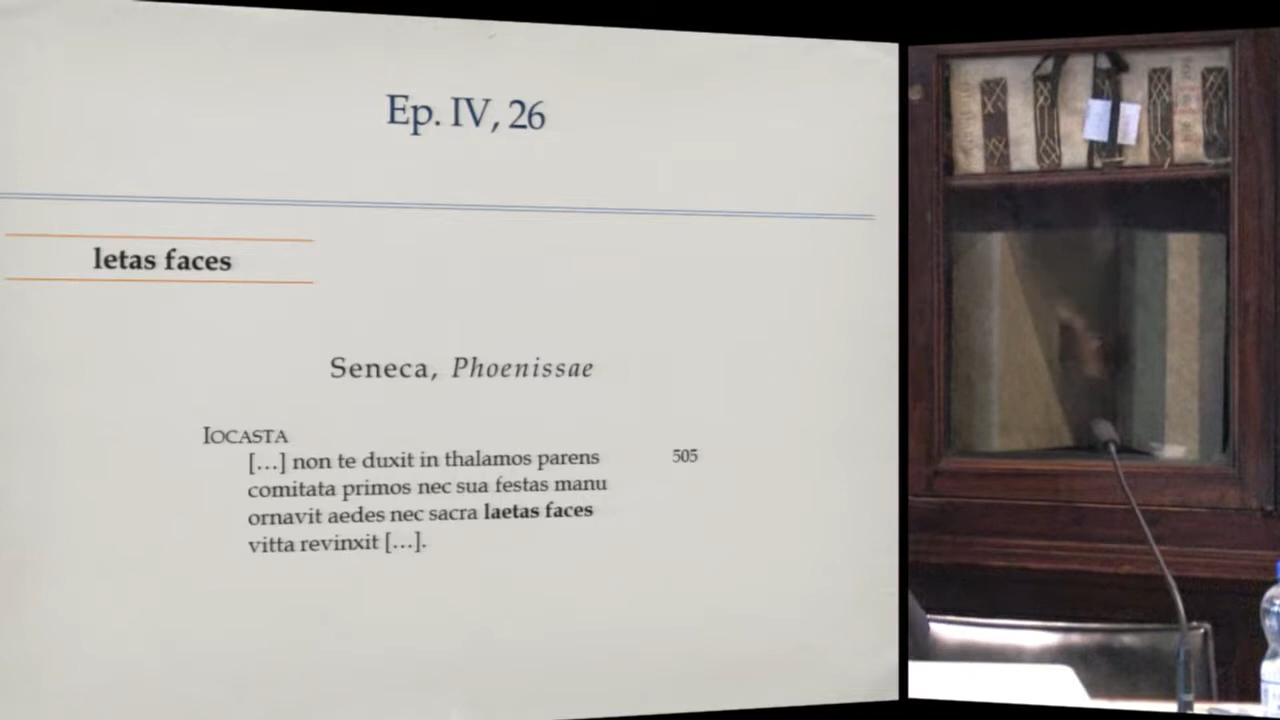 Ep. IV, 26
letas faces
Seneca, Phoenissae
IOCASTA
[…] non te duxit in thalamos parens 505
comitata primos nec sua festas manu
ornavit aedes nec sacra laetas faces
vitta revinxit […].